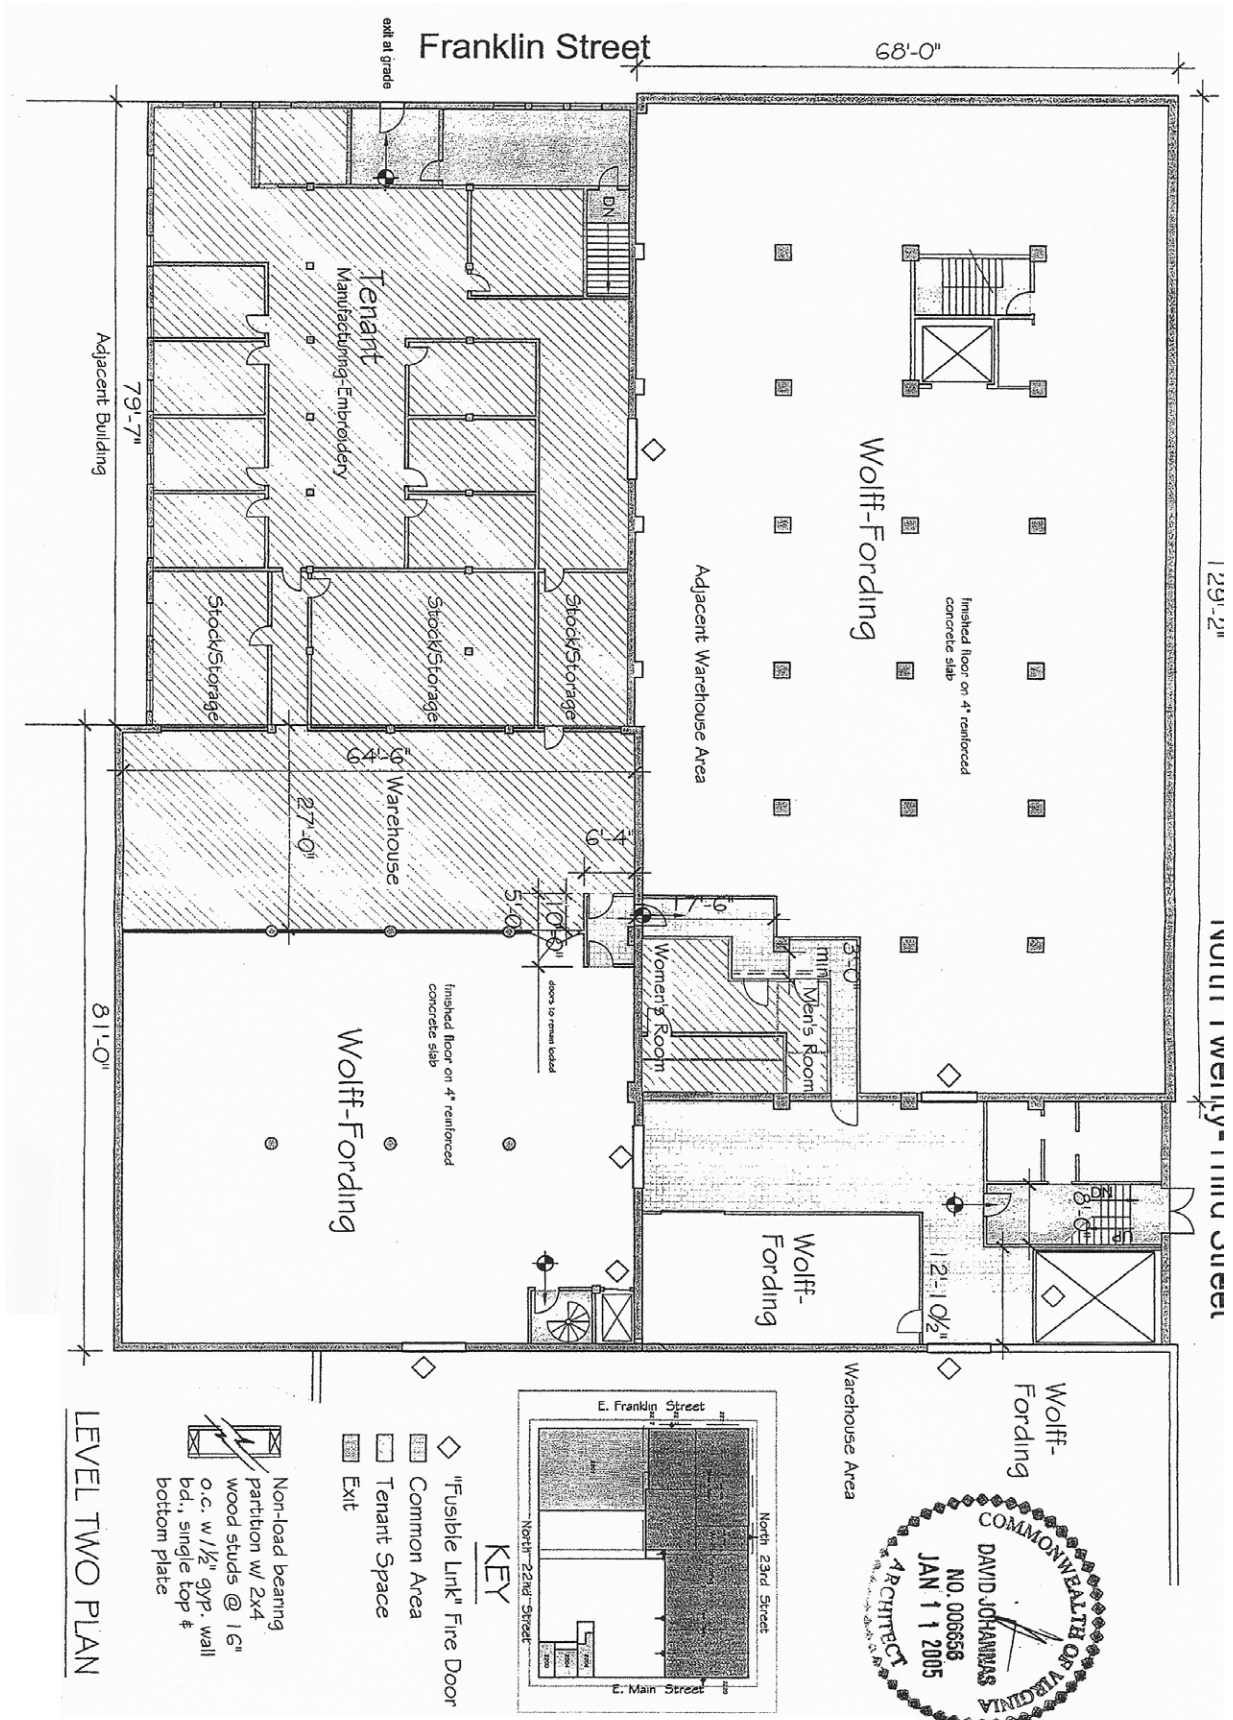 Franklin Street
exit at grade
68'-0"
129'-2"
North Twenty-Third Street
DN
Tenant
Manufacturing-Embroidery
Adjacent Building
79'-7"
Wolff-Fording
finished floor on 4" reinforced
concrete slab
Adjacent Warehouse Area
Stock/Storage
Stock/Storage
Stock/Storage
64'-6"
Warehouse
27'-0"
6'-4"
5'-0"
17'-6"
min
Women's Room
Men's Room
doors to remain locked
finished floor on 4" reinforced
concrete slab
Wolff-Fording
81'-0"
DN
UP
12'-10½"
Wolff-
Fording
Wolff-
Fording
Warehouse Area
COMMONWEALTH OF VIRGINIA
DAVID JOHANNAS
NO. 006656
JAN 11 2005
ARCHITECT
E. Franklin Street
North 23rd Street
North 22nd Street
E. Main Street
KEY
"Fusible Link" Fire Door
Common Area
Tenant Space
Exit
Non-load bearing
partition w/ 2x4
wood studs @ 16"
o.c. w/ ½" gyp. wall
bd., single top &
bottom plate
LEVEL TWO PLAN